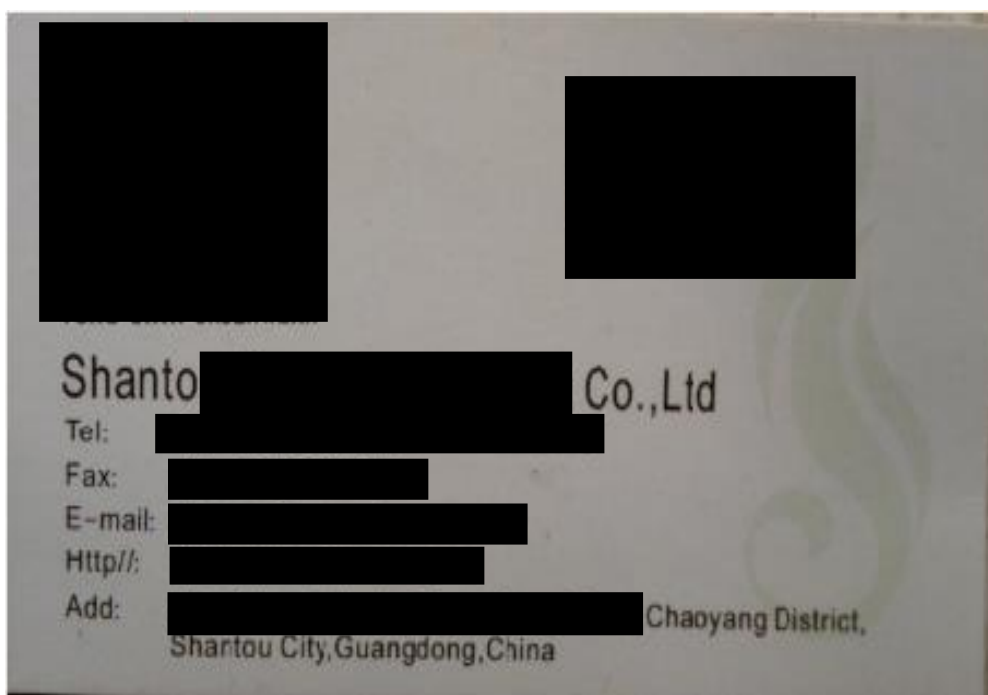 Shanto Co.,Ltd
Tel:
Fax:
E-mail:
Http//:
Add: Chaoyang District,
Shantou City,Guangdong,China